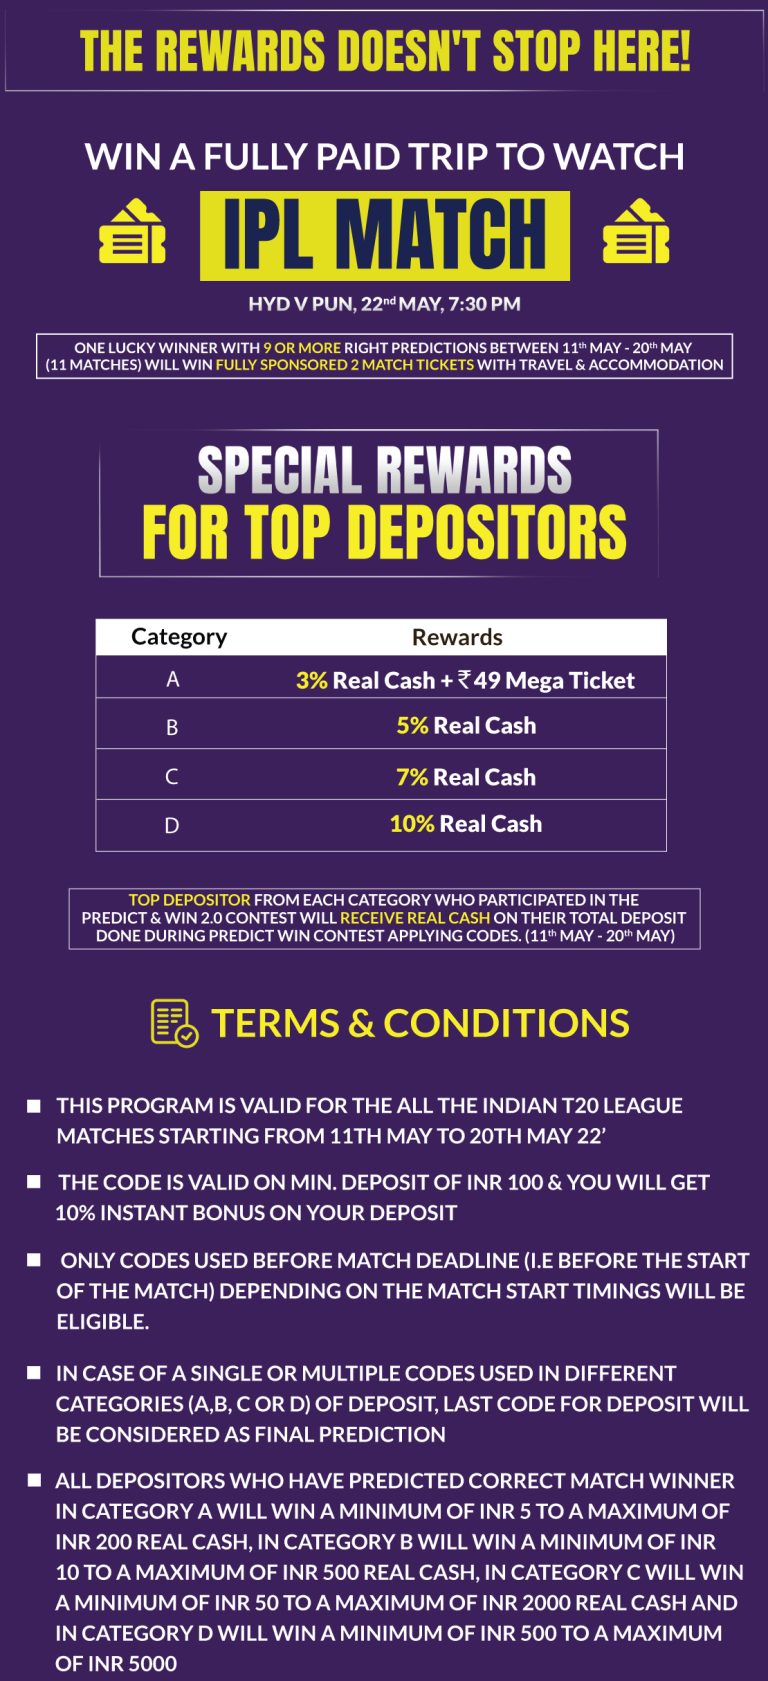 THE REWARDS DOESN'T STOP HERE!
WIN A FULLY PAID TRIP TO WATCH
IPL MATCH
HYD V PUN, 22nd MAY, 7:30 PM
ONE LUCKY WINNER WITH 9 OR MORE RIGHT PREDICTIONS BETWEEN 11th MAY - 20th MAY
(11 MATCHES) WILL WIN FULLY SPONSORED 2 MATCH TICKETS WITH TRAVEL & ACCOMMODATION
SPECIAL REWARDS
FOR TOP DEPOSITORS
Category Rewards
A 3% Real Cash + ₹49 Mega Ticket
B 5% Real Cash
C 7% Real Cash
D 10% Real Cash
TOP DEPOSITOR FROM EACH CATEGORY WHO PARTICIPATED IN THE
PREDICT & WIN 2.0 CONTEST WILL RECEIVE REAL CASH ON THEIR TOTAL DEPOSIT
DONE DURING PREDICT WIN CONTEST APPLYING CODES. (11th MAY - 20th MAY)
TERMS & CONDITIONS
THIS PROGRAM IS VALID FOR THE ALL THE INDIAN T20 LEAGUE
MATCHES STARTING FROM 11TH MAY TO 20TH MAY 22’
THE CODE IS VALID ON MIN. DEPOSIT OF INR 100 & YOU WILL GET
10% INSTANT BONUS ON YOUR DEPOSIT
ONLY CODES USED BEFORE MATCH DEADLINE (I.E BEFORE THE START
OF THE MATCH) DEPENDING ON THE MATCH START TIMINGS WILL BE
ELIGIBLE.
IN CASE OF A SINGLE OR MULTIPLE CODES USED IN DIFFERENT
CATEGORIES (A,B, C OR D) OF DEPOSIT, LAST CODE FOR DEPOSIT WILL
BE CONSIDERED AS FINAL PREDICTION
ALL DEPOSITORS WHO HAVE PREDICTED CORRECT MATCH WINNER
IN CATEGORY A WILL WIN A MINIMUM OF INR 5 TO A MAXIMUM OF
INR 200 REAL CASH, IN CATEGORY B WILL WIN A MINIMUM OF INR
10 TO A MAXIMUM OF INR 500 REAL CASH, IN CATEGORY C WILL WIN
A MINIMUM OF INR 50 TO A MAXIMUM OF INR 2000 REAL CASH AND
IN CATEGORY D WILL WIN A MINIMUM OF INR 500 TO A MAXIMUM
OF INR 5000